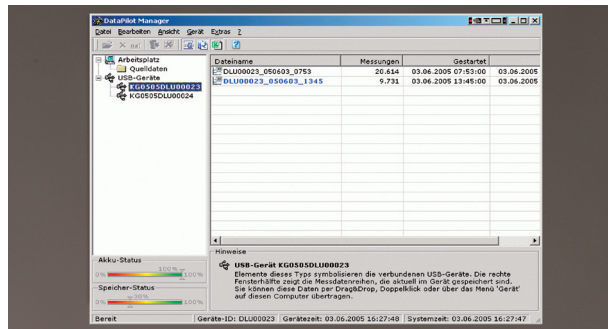 DataPilot Manager
Datei Bearbeiten Ansicht Gerät Extras ?
Arbeitsplatz
Quelldaten
USB-Geräte
KG0505DLU00023
KG0505DLU00024
Dateiname Messungen Gestartet
DLU00023_050603_0753 20.614 03.06.2005 07:53:00 03.06.2005
DLU00023_050603_1345 9.731 03.06.2005 13:45:00 03.06.2005
Akku-Status
100%
0% 100%
Speicher-Status
30%
0% 100%
Hinweise
USB-Gerät KG0505DLU00023
Elemente dieses Typs symbolisieren die verbundenen USB-Geräte. Die rechte
Fensterhälfte zeigt die Messdatenreihen, die aktuell im Gerät gespeichert sind.
Sie können diese Daten per Drag&Drop, Doppelklick oder über das Menü 'Gerät'
auf diesen Computer übertragen.
Bereit Geräte-ID: DLU00023 Gerätezeit: 03.06.2005 16:27:48 Systemzeit: 03.06.2005 16:27:47